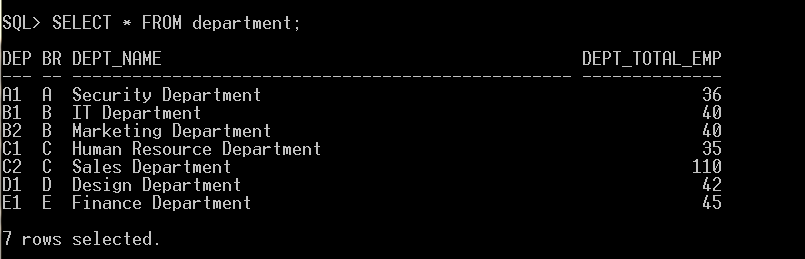 SQL> SELECT * FROM department;
DEP BR DEPT_NAME                                          DEPT_TOTAL_EMP
--- -- -------------------------------------------------- --------------
A1  A  Security Department                                            36
B1  B  IT Department                                                  40
B2  B  Marketing Department                                           40
C1  C  Human Resource Department                                      35
C2  C  Sales Department                                              110
D1  D  Design Department                                              42
E1  E  Finance Department                                             45
7 rows selected.